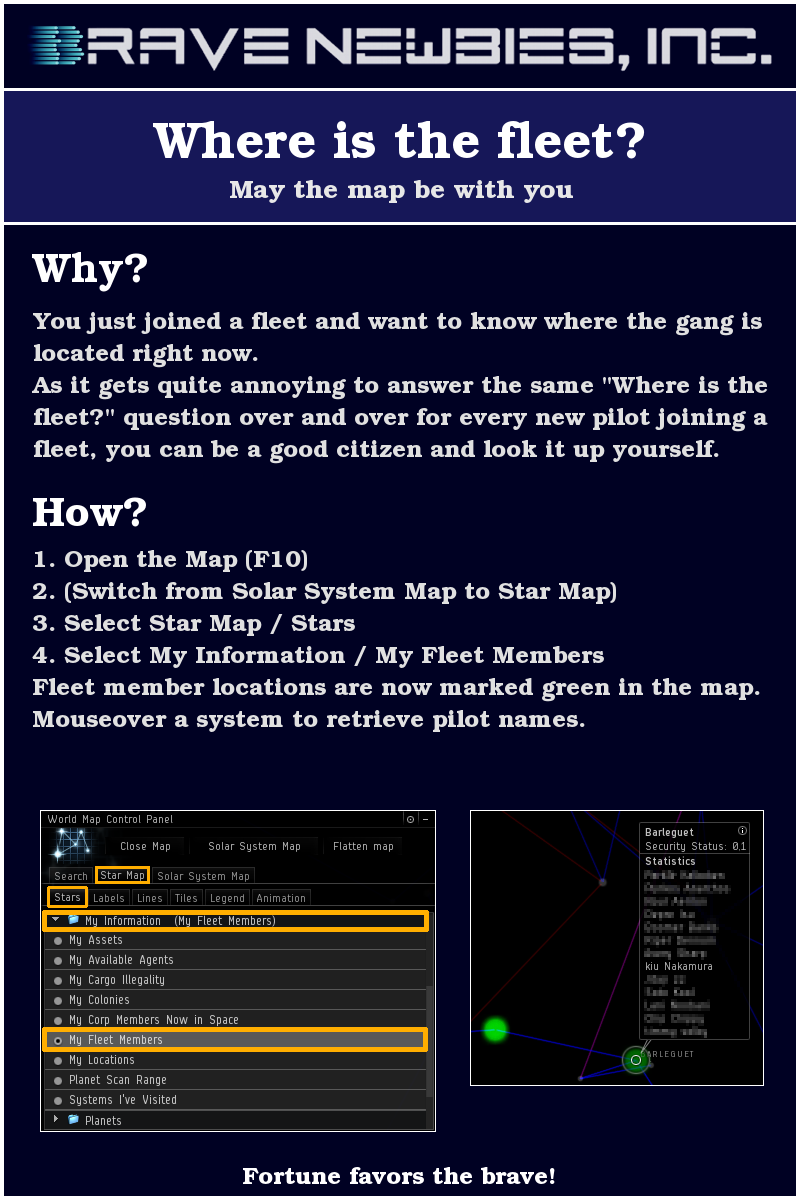 BRAVE NEWBIES, INC.
Where is the fleet?
May the map be with you
Why?
You just joined a fleet and want to know where the gang is
located right now.
As it gets quite annoying to answer the same "Where is the
fleet?" question over and over for every new pilot joining a
fleet, you can be a good citizen and look it up yourself.
How?
1. Open the Map (F10)
2. (Switch from Solar System Map to Star Map)
3. Select Star Map / Stars
4. Select My Information / My Fleet Members
Fleet member locations are now marked green in the map.
Mouseover a system to retrieve pilot names.
World Map Control Panel
Close Map Solar System Map Flatten map
Search Star Map Solar System Map
Stars Labels Lines Tiles Legend Animation
My Information (My Fleet Members)
My Assets
My Available Agents
My Cargo Illegality
My Colonies
My Corp Members Now in Space
My Fleet Members
My Locations
Planet Scan Range
Systems I've Visited
Planets
Barleguet
Security Status: 0.1
Statistics
kiu Nakamura
BARLEGUET
Fortune favors the brave!